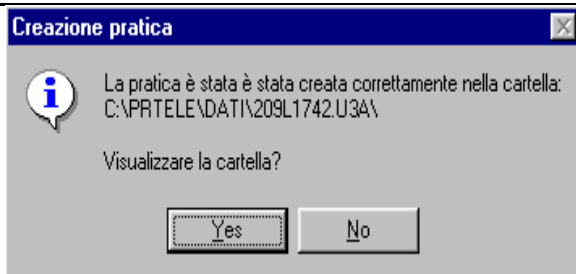 Creazione pratica
La pratica è stata è stata creata correttamente nella cartella:
C:\PRTELE\DATI\209L1742.U3A\
Visualizzare la cartella?
Yes No